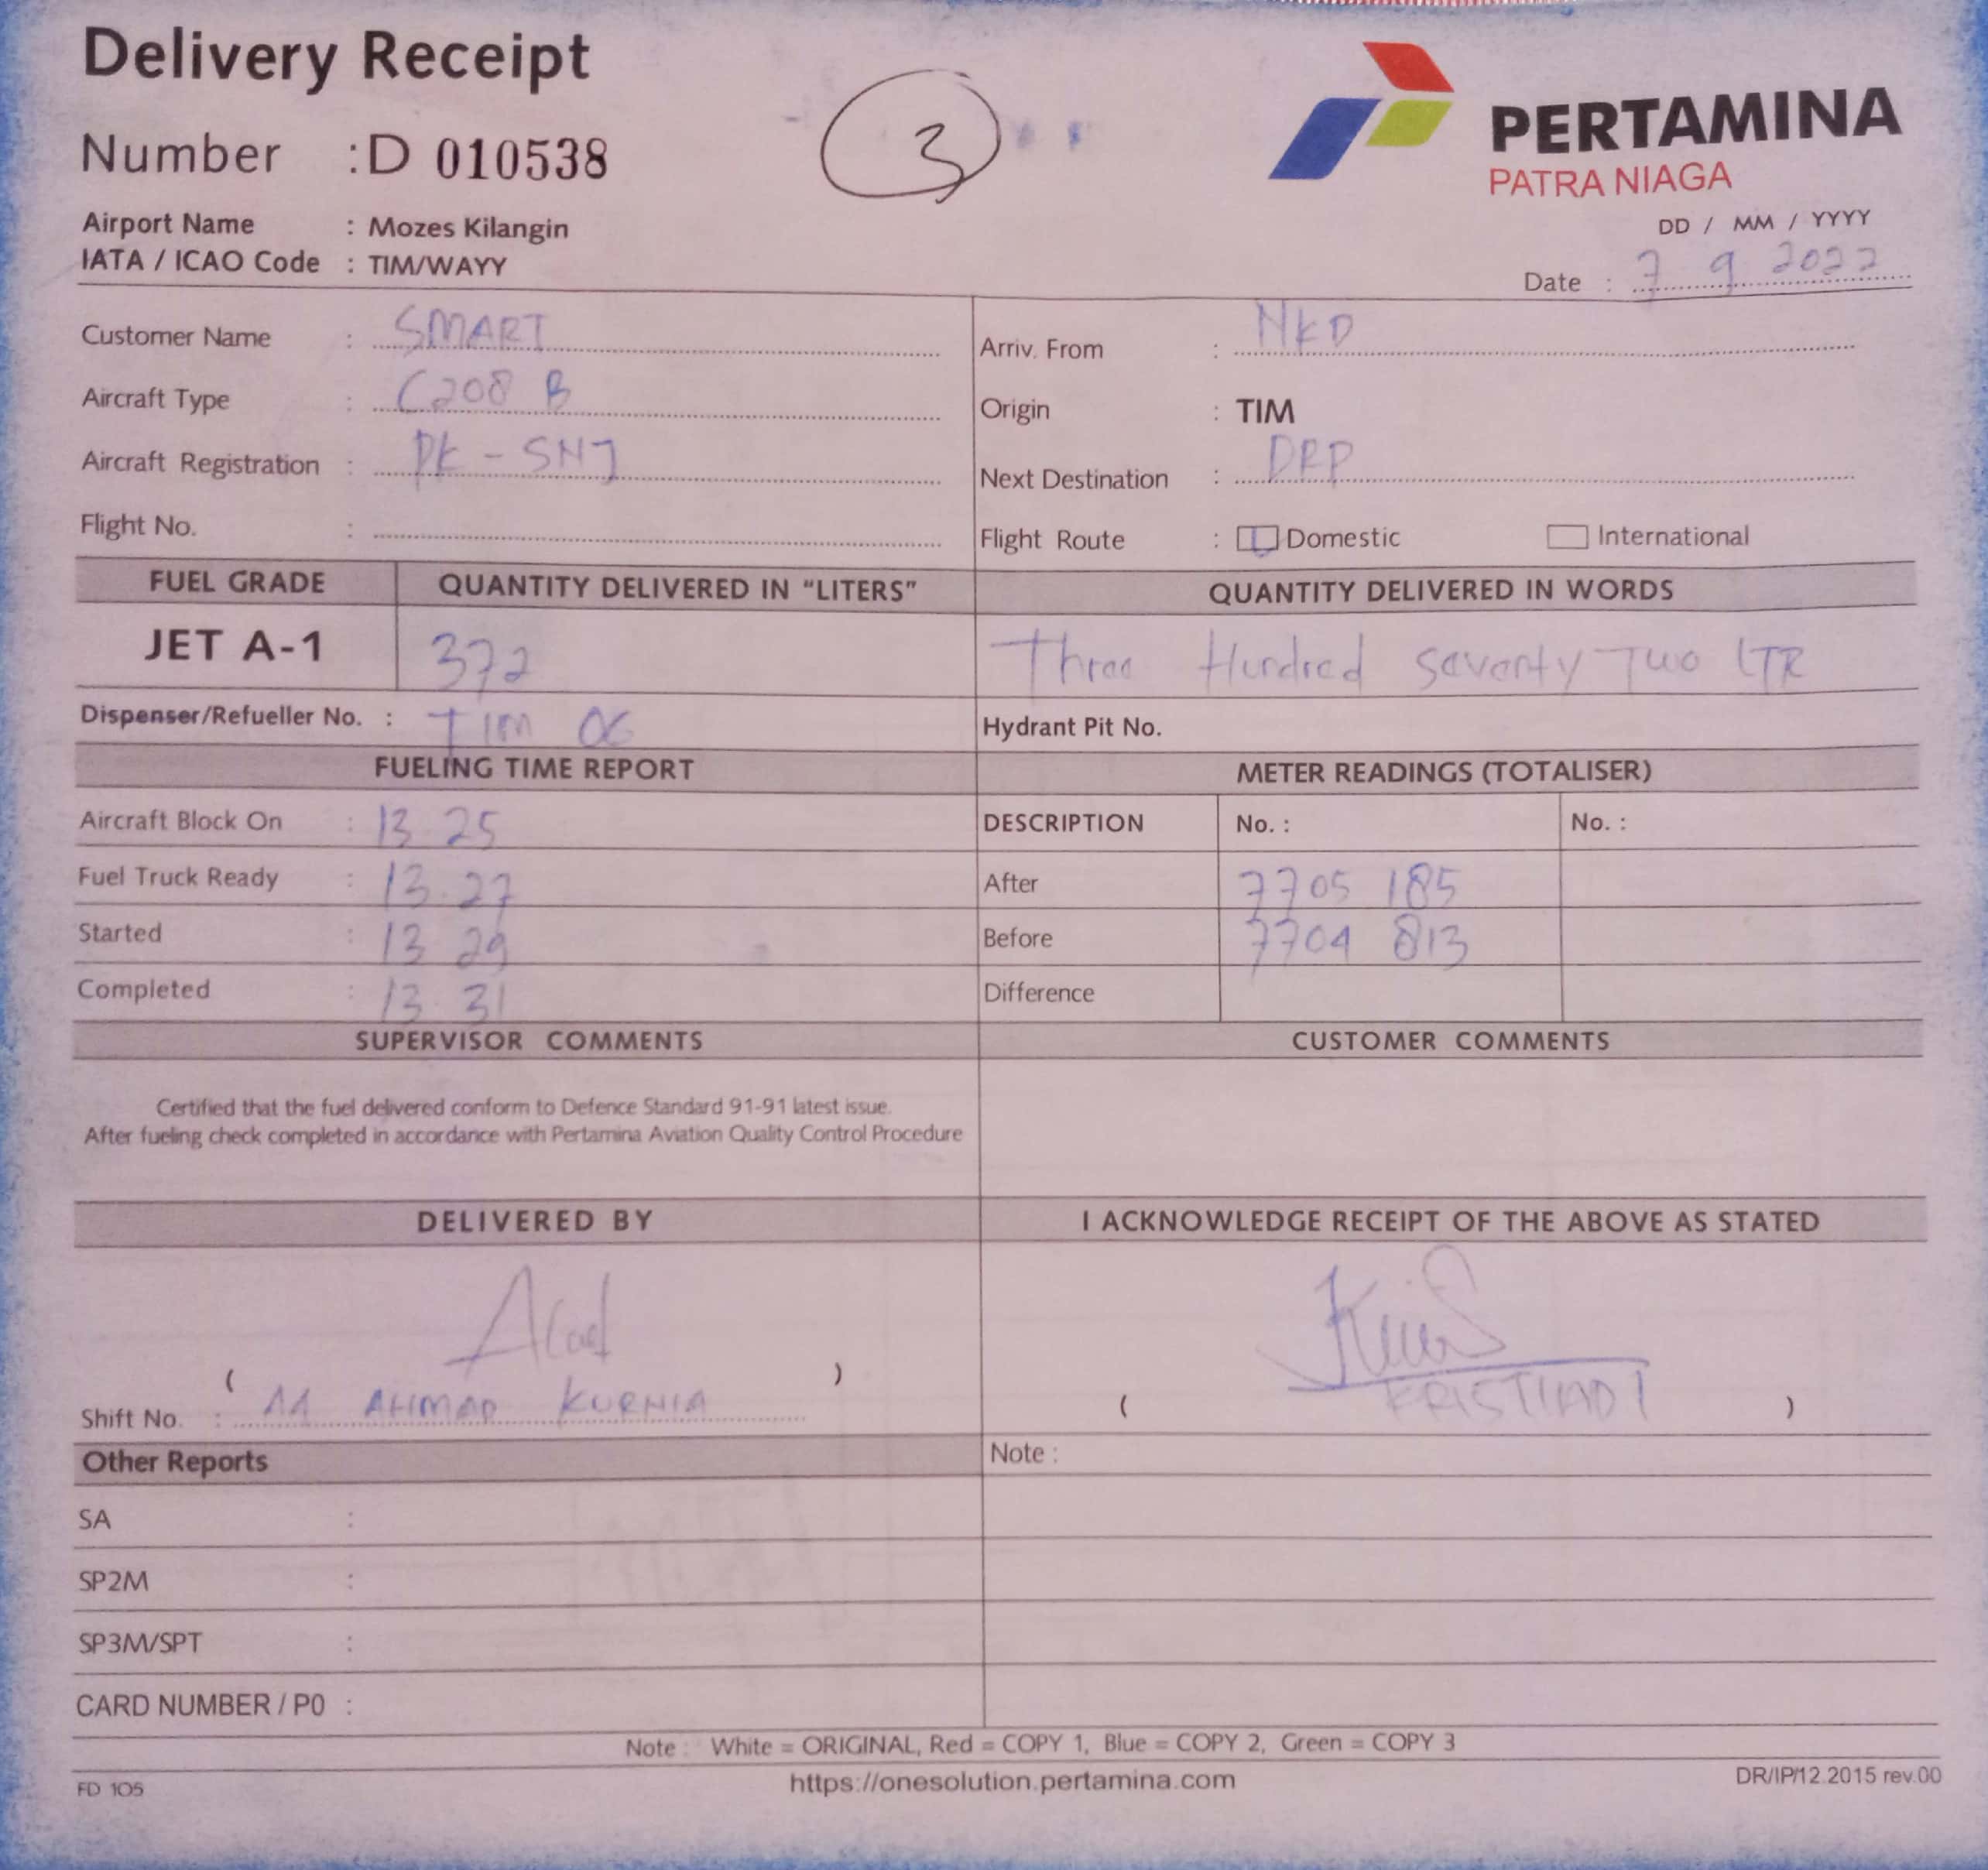 Delivery Receipt
Number : D 010538
3
PERTAMINA
PATRA NIAGA
Airport Name : Mozes Kilangin
IATA / ICAO Code : TIM/WAYY
DD / MM / YYYY
Date : 7 9 2022
Customer Name : SMART
Arriv. From : NKD
Aircraft Type : C208 B
Origin : TIM
Aircraft Registration : PK - SNJ
Next Destination : DRP
Flight No. :
Flight Route : Domestic International
FUEL GRADE QUANTITY DELIVERED IN "LITERS" QUANTITY DELIVERED IN WORDS
JET A-1 372 Three Hundred seventy Two LTR
Dispenser/Refueller No. : TIM 06
Hydrant Pit No.
FUELING TIME REPORT METER READINGS (TOTALISER)
Aircraft Block On : 13 25
DESCRIPTION No. : No. :
Fuel Truck Ready : 13.27
After 7705 185
Started : 13 29
Before 7704 813
Completed : 13 31
Difference
SUPERVISOR COMMENTS CUSTOMER COMMENTS
Certified that the fuel delivered conform to Defence Standard 91-91 latest issue.
After fueling check completed in accordance with Pertamina Aviation Quality Control Procedure
DELIVERED BY I ACKNOWLEDGE RECEIPT OF THE ABOVE AS STATED
( )
Shift No. : AHMAD KURNIA
( KRISTIADI )
Other Reports
Note :
SA :
SP2M :
SP3M/SPT :
CARD NUMBER / PO :
Note : White = ORIGINAL, Red = COPY 1, Blue = COPY 2, Green = COPY 3
FD 105
https://onesolution.pertamina.com
DR/IP/12.2015 rev.00